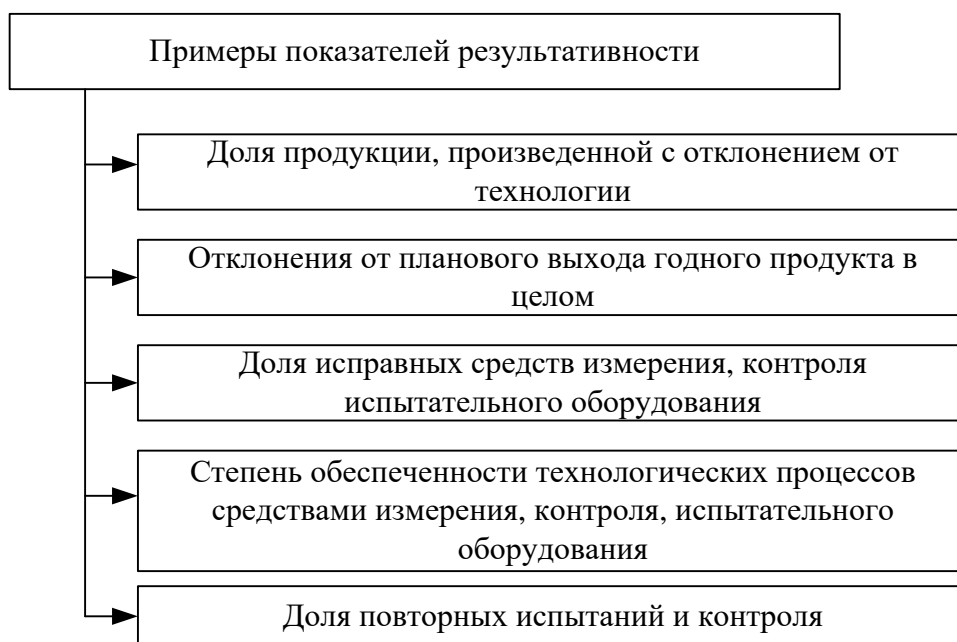 Примеры показателей результативности
Доля продукции, произведенной с отклонением от
технологии
Отклонения от планового выхода годного продукта в
целом
Доля исправных средств измерения, контроля
испытательного оборудования
Степень обеспеченности технологических процессов
средствами измерения, контроля, испытательного
оборудования
Доля повторных испытаний и контроля